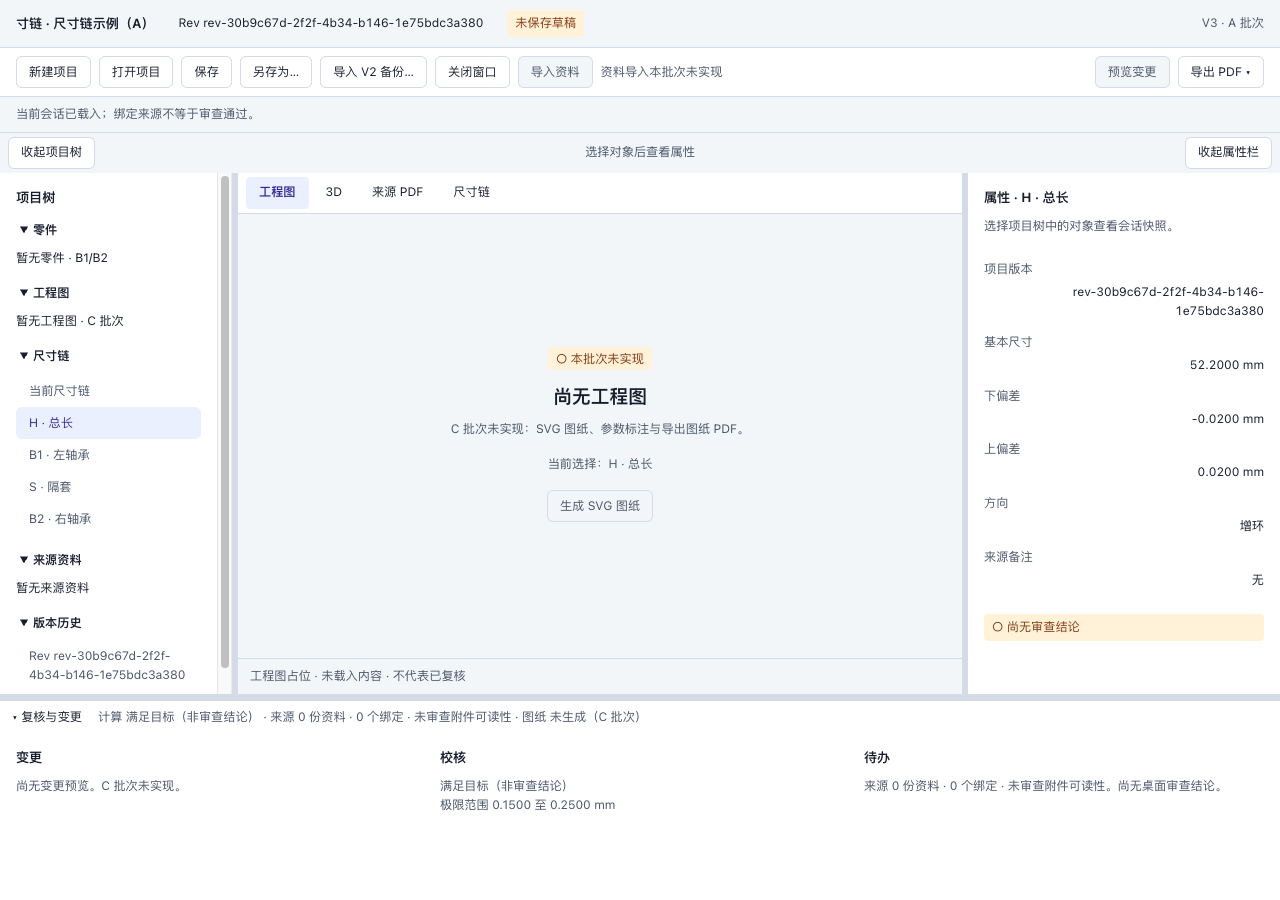 寸链 · 尺寸链示例（A） Rev rev-30b9c67d-2f2f-4b34-b146-1e75bdc3a380 未保存草稿 V3 · A 批次
新建项目 打开项目 保存 另存为... 导入 V2 备份... 关闭窗口 导入资料 资料导入本批次未实现 预览变更 导出 PDF ▾
当前会话已载入；绑定来源不等于审查通过。
收起项目树 选择对象后查看属性 收起属性栏
项目树
▼ 零件
暂无零件 · B1/B2
▼ 工程图
暂无工程图 · C 批次
▼ 尺寸链
当前尺寸链
H · 总长
B1 · 左轴承
S · 隔套
B2 · 右轴承
▼ 来源资料
暂无来源资料
▼ 版本历史
Rev rev-30b9c67d-2f2f-
4b34-b146-1e75bdc3a380
工程图 3D 来源 PDF 尺寸链
○ 本批次未实现
尚无工程图
C 批次未实现：SVG 图纸、参数标注与导出图纸 PDF。
当前选择：H · 总长
生成 SVG 图纸
工程图占位 · 未载入内容 · 不代表已复核
属性 · H · 总长
选择项目树中的对象查看会话快照。
项目版本
rev-30b9c67d-2f2f-4b34-b146-
1e75bdc3a380
基本尺寸
52.2000 mm
下偏差
-0.0200 mm
上偏差
0.0200 mm
方向
增环
来源备注
无
○ 尚无审查结论
▾ 复核与变更 计算 满足目标（非审查结论） · 来源 0 份资料 · 0 个绑定 · 未审查附件可读性 · 图纸 未生成（C 批次）
变更
尚无变更预览。C 批次未实现。
校核
满足目标（非审查结论）
极限范围 0.1500 至 0.2500 mm
待办
来源 0 份资料 · 0 个绑定 · 未审查附件可读性。尚无桌面审查结论。